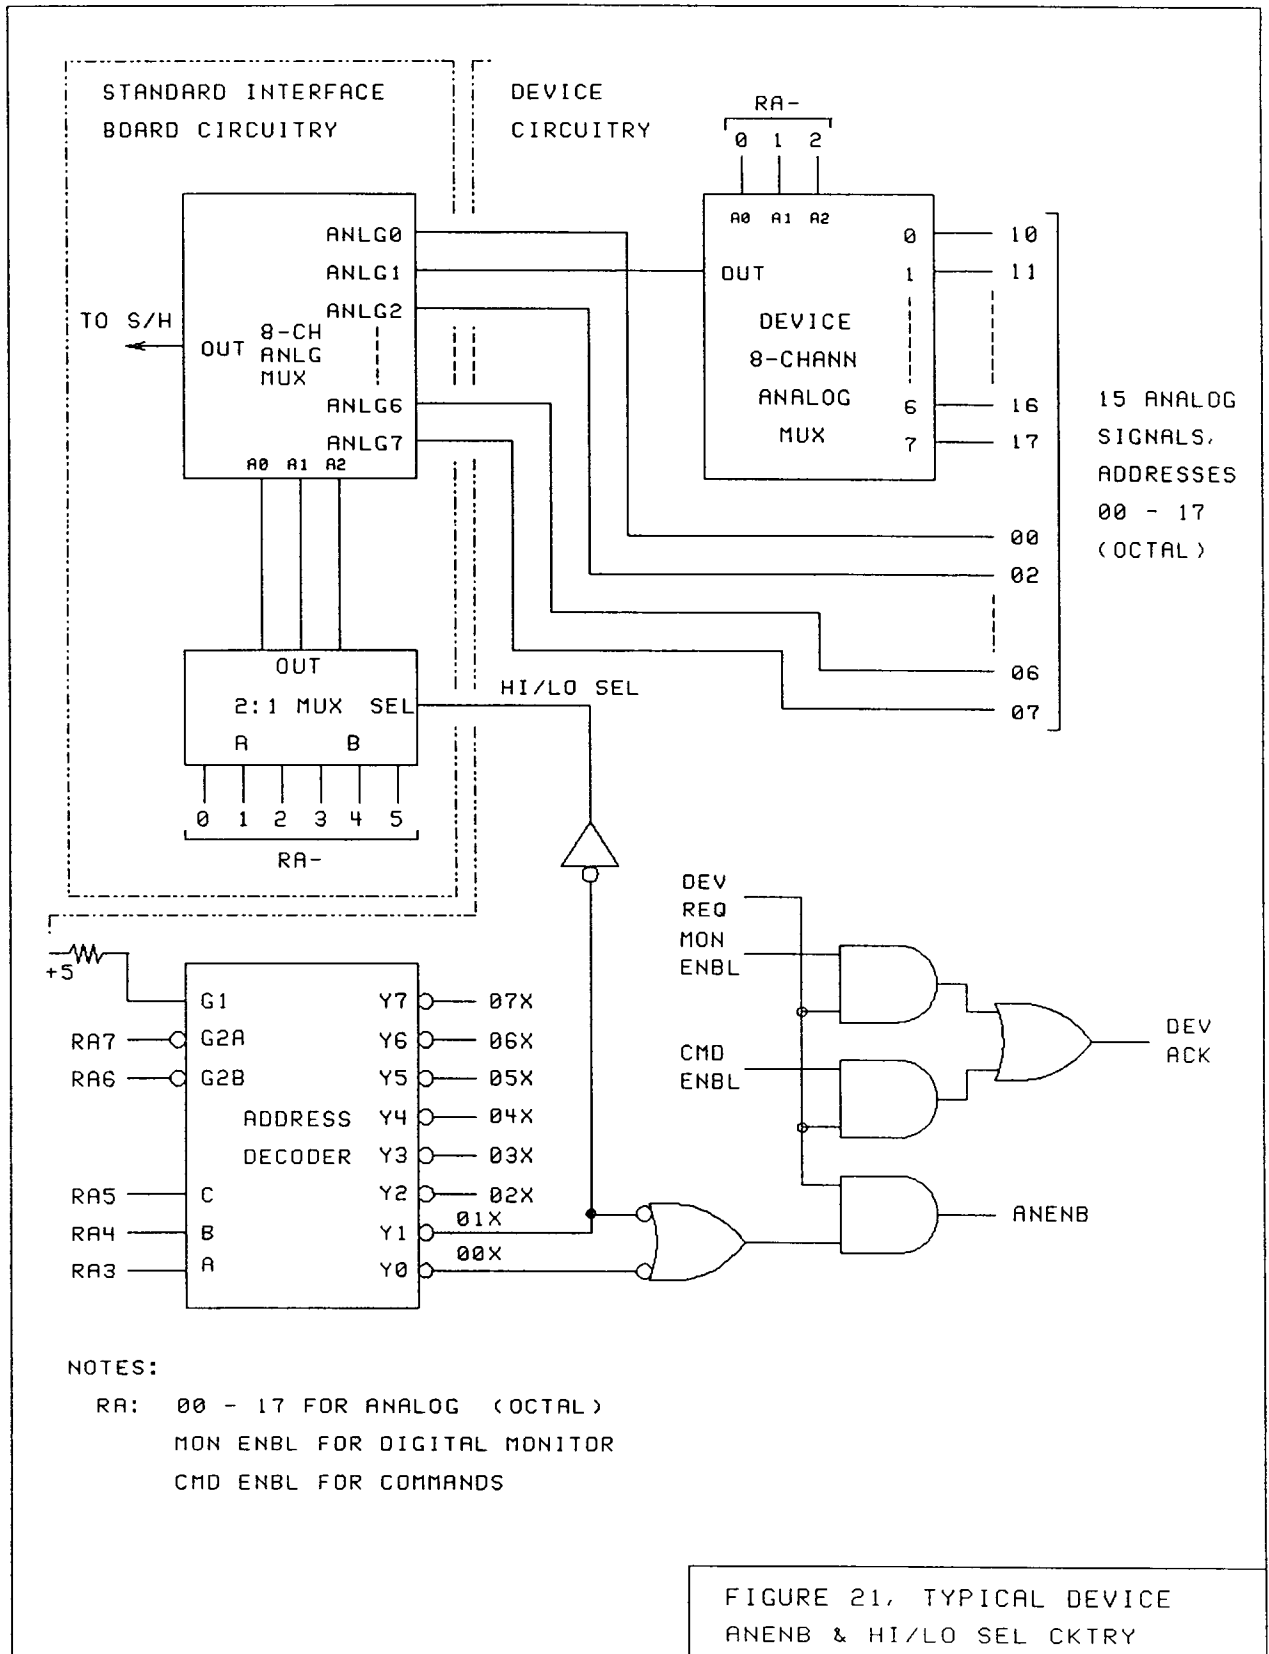 STANDARD INTERFACE
BOARD CIRCUITRY
DEVICE
CIRCUITRY
RA-
0 1 2
A0 A1 A2
OUT
DEVICE
8-CHANN
ANALOG
MUX
0 10
1 11
6 16
7 17
ANLG0
ANLG1
ANLG2
ANLG6
ANLG7
TO S/H
OUT 8-CH
ANLG
MUX
A0 A1 A2
15 ANALOG
SIGNALS,
ADDRESSES
00 - 17
(OCTAL)
00
02
06
07
OUT
2:1 MUX SEL
A B
0 1 2 3 4 5
RA-
HI/LO SEL
DEV
REQ
MON
ENBL
CMD
ENBL
DEV
ACK
ANENB
+5
G1 Y7 07X
RA7 G2A Y6 06X
RA6 G2B Y5 05X
ADDRESS Y4 04X
DECODER Y3 03X
RA5 C Y2 02X
RA4 B Y1 01X
RA3 A Y0 00X
NOTES:
RA: 00 - 17 FOR ANALOG (OCTAL)
MON ENBL FOR DIGITAL MONITOR
CMD ENBL FOR COMMANDS
FIGURE 21, TYPICAL DEVICE
ANENB & HI/LO SEL CKTRY